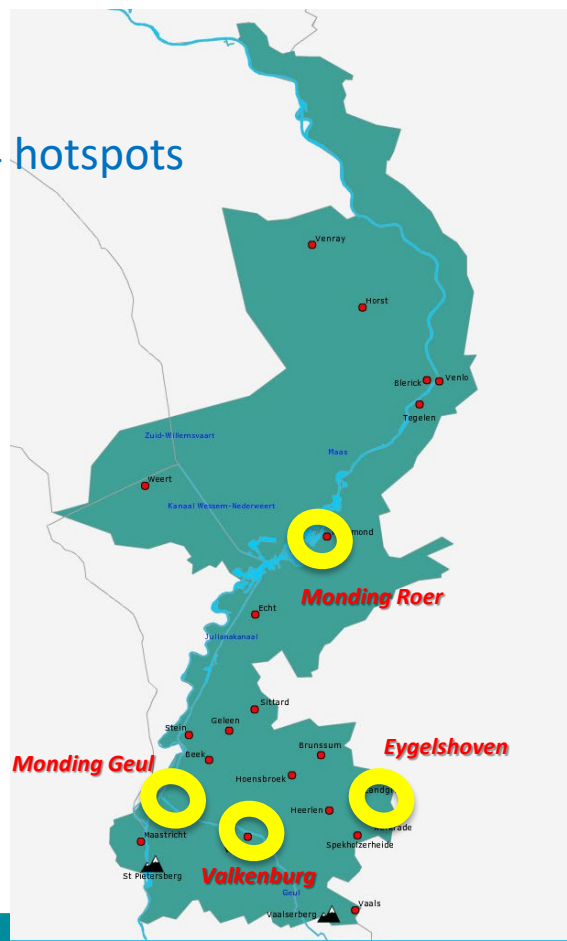 hotspots
Venray
Horst
Blerick
Venlo
Tegelen
Zuid-Willemsvaart
Maas
Weert
Kanaal Wessem-Nederweert
Monding Roer
Echt
Julianakanaal
Sittard
Geleen
Stein
Brunssum
Eygelshoven
Beek
Monding Geul
Hoensbroek
Heerlen
Maastricht
Spekholzerheide
St Pietersberg
Valkenburg
Geul
Vaals
Vaalserberg